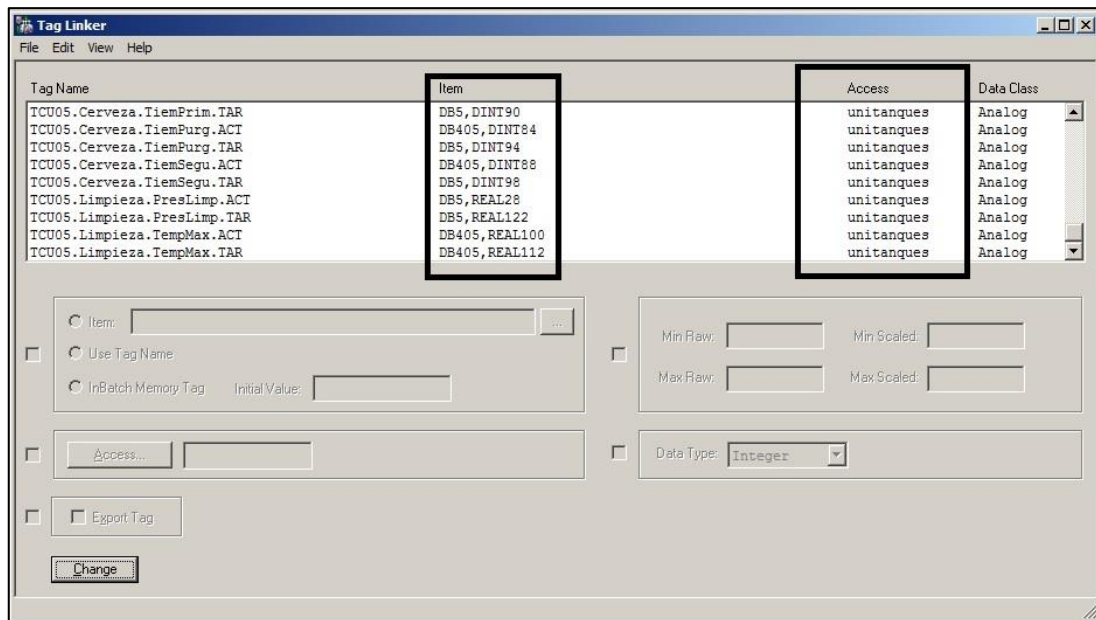 Tag Linker
File Edit View Help
Tag Name Item Access Data Class
TCU05.Cerveza.TiemPrim.TAR DB5,DINT90 unitanques Analog
TCU05.Cerveza.TiemPurg.ACT DB405,DINT84 unitanques Analog
TCU05.Cerveza.TiemPurg.TAR DB5,DINT94 unitanques Analog
TCU05.Cerveza.TiemSegu.ACT DB405,DINT88 unitanques Analog
TCU05.Cerveza.TiemSegu.TAR DB5,DINT98 unitanques Analog
TCU05.Limpieza.PresLimp.ACT DB5,REAL28 unitanques Analog
TCU05.Limpieza.PresLimp.TAR DB5,REAL122 unitanques Analog
TCU05.Limpieza.TempMax.ACT DB405,REAL100 unitanques Analog
TCU05.Limpieza.TempMax.TAR DB405,REAL112 unitanques Analog
Item: ...
Use Tag Name
InBatch Memory Tag Initial Value:
Min Raw: Min Scaled:
Max Raw: Max Scaled:
Access...
Data Type: Integer
Export Tag
Change